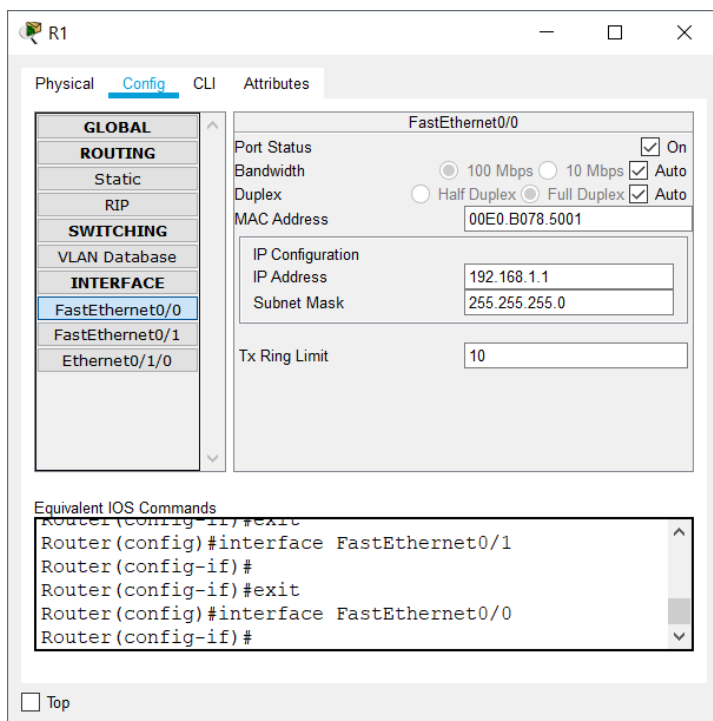 R1
Physical Config CLI Attributes
GLOBAL
ROUTING
Static
RIP
SWITCHING
VLAN Database
INTERFACE
FastEthernet0/0
FastEthernet0/1
Ethernet0/1/0
FastEthernet0/0
Port Status On
Bandwidth 100 Mbps 10 Mbps Auto
Duplex Half Duplex Full Duplex Auto
MAC Address 00E0.B078.5001
IP Configuration
IP Address 192.168.1.1
Subnet Mask 255.255.255.0
Tx Ring Limit 10
Equivalent IOS Commands
Router(config-if)#exit
Router(config)#interface FastEthernet0/1
Router(config-if)#
Router(config-if)#exit
Router(config)#interface FastEthernet0/0
Router(config-if)#
Top